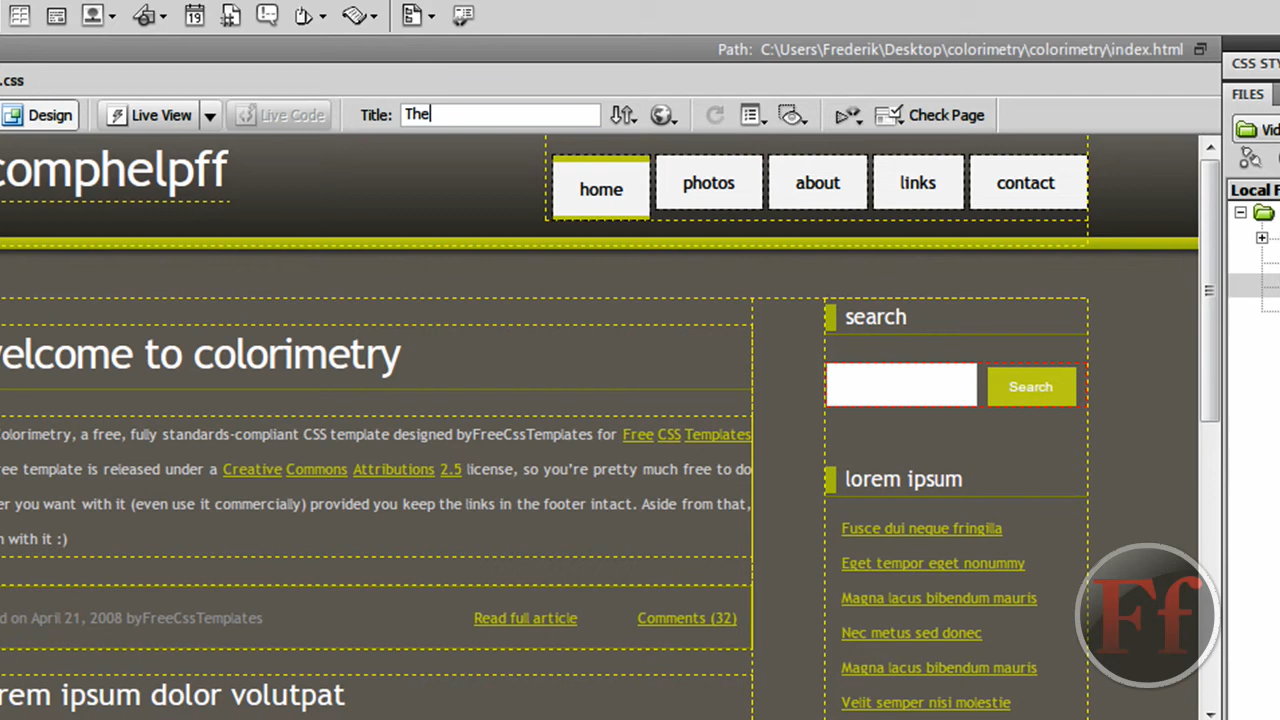 19
Path: C:\Users\Frederik\Desktop\colorimetry\colorimetry\index.html
.css
CSS STY
Design
Live View
Live Code
Title:
The
Check Page
FILES
Vid
Local F
comphelpff
home
photos
about
links
contact
search
welcome to colorimetry
Search
Colorimetry, a free, fully standards-compliant CSS template designed byFreeCssTemplates for Free CSS Templates
ree template is released under a Creative Commons Attributions 2.5 license, so you're pretty much free to do
er you want with it (even use it commercially) provided you keep the links in the footer intact. Aside from that,
n with it :)
lorem ipsum
Fusce dui neque fringilla
Eget tempor eget nonummy
Magna lacus bibendum mauris
Nec metus sed donec
Magna lacus bibendum mauris
Velit semper nisi molestie
d on April 21, 2008 byFreeCssTemplates
Read full article
Comments (32)
rem ipsum dolor volutpat
Ff